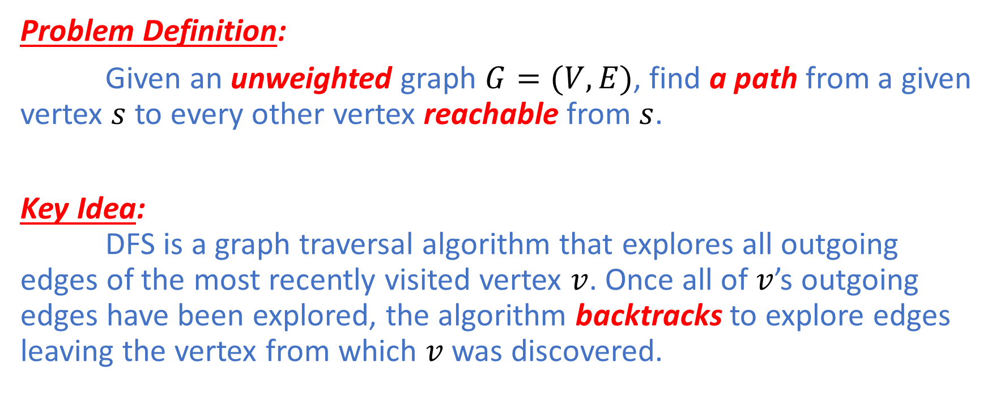 Problem Definition:
Given an unweighted graph G = (V, E), find a path from a given
vertex s to every other vertex reachable from s.
Key Idea:
DFS is a graph traversal algorithm that explores all outgoing
edges of the most recently visited vertex v. Once all of v’s outgoing
edges have been explored, the algorithm backtracks to explore edges
leaving the vertex from which v was discovered.